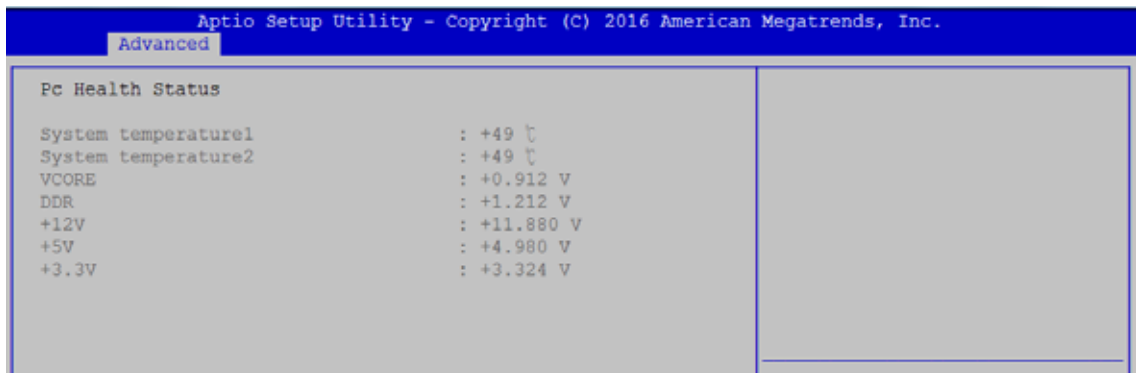 Aptio Setup Utility - Copyright (C) 2016 American Megatrends, Inc.
Advanced
Pc Health Status
System temperature1 : +49 ℃
System temperature2 : +49 ℃
VCORE : +0.912 V
DDR : +1.212 V
+12V : +11.880 V
+5V : +4.980 V
+3.3V : +3.324 V